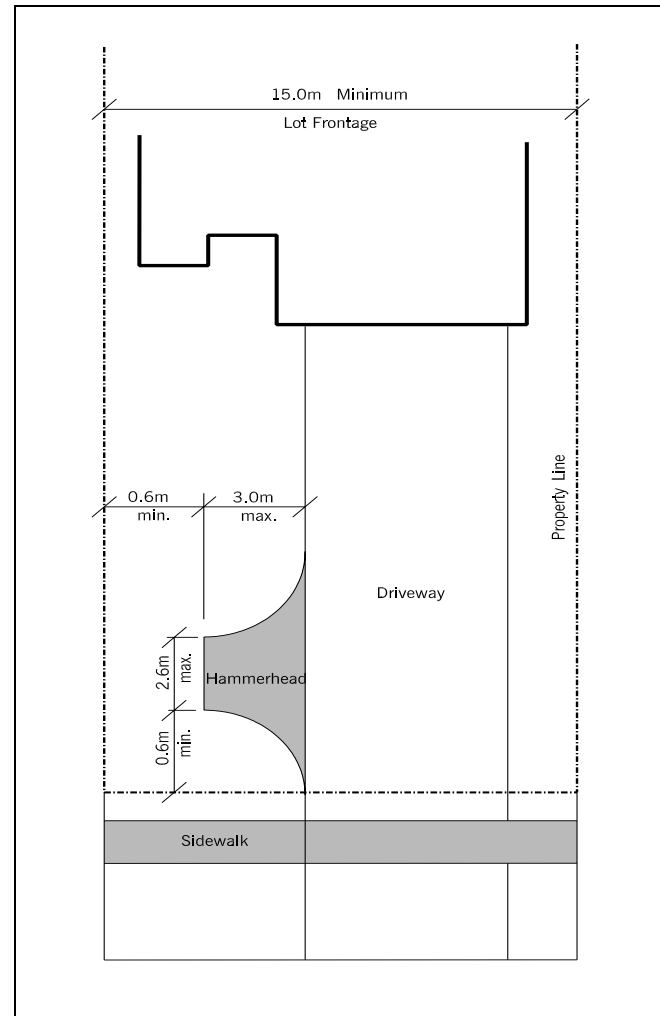 15.0m Minimum
Lot Frontage
0.6m
min.
3.0m
max.
Property Line
Driveway
2.6m
max.
Hammerhead
0.6m
min.
Sidewalk